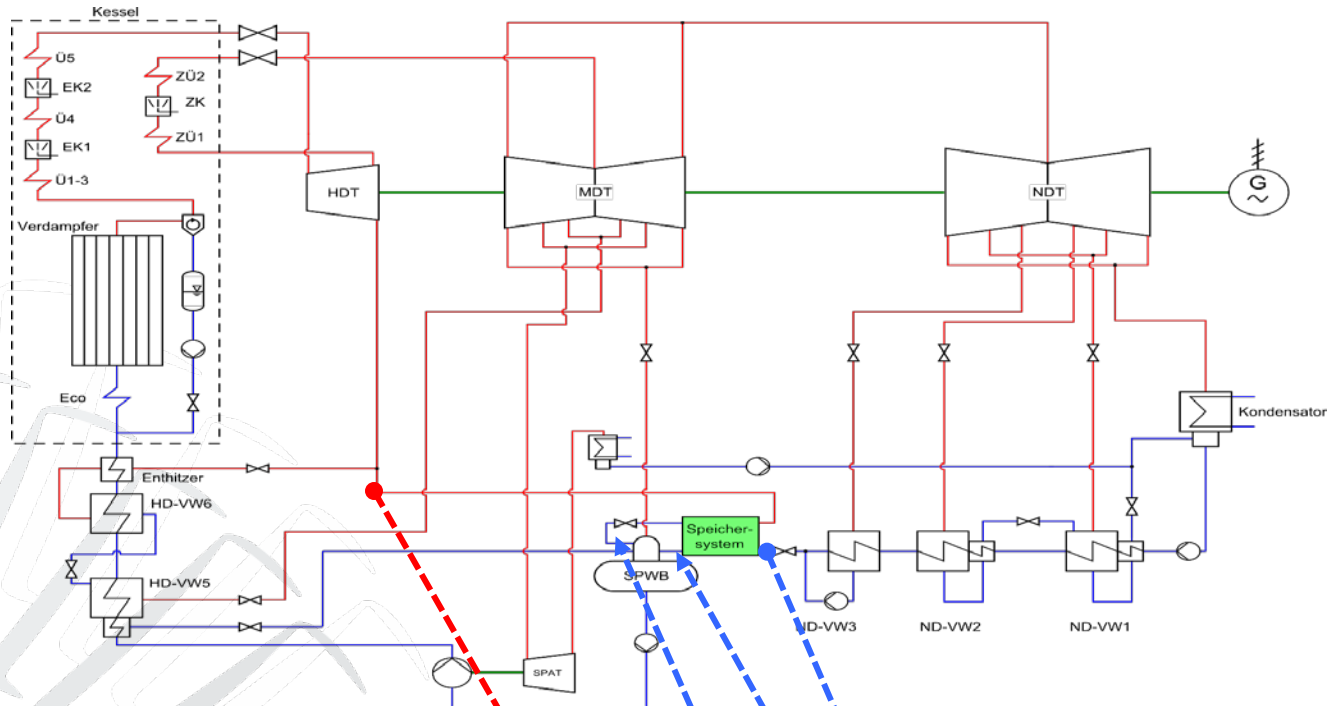 Kessel
Ü5
EK2
Ü4
EK1
Ü1-3
ZÜ2
ZK
ZÜ1
Verdampfer
Eco
HDT
MDT
NDT
G
Kondensator
Enthitzer
HD-VW6
HD-VW5
Speicher-
system
SPWB
ND-VW3
ND-VW2
ND-VW1
SPAT